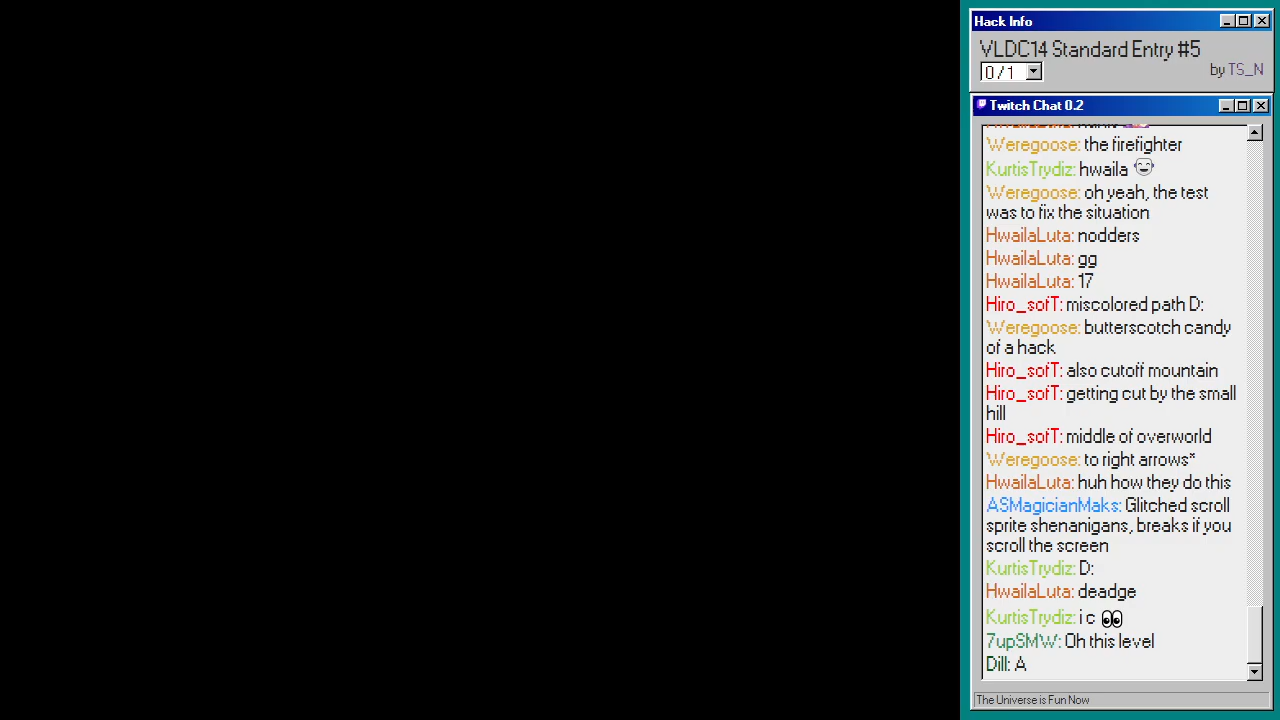 Hack Info
VLDC14 Standard Entry #5
0/1
by TS_N
Twitch Chat 0.2
Weregoose: the firefighter
KurtisTrydiz: hwaila
Weregoose: oh yeah, the test
was to fix the situation
HwailaLuta: nodders
HwailaLuta: gg
HwailaLuta: 17
Hiro_sofT: miscolored path D:
Weregoose: butterscotch candy
of a hack
Hiro_sofT: also cutoff mountain
Hiro_sofT: getting cut by the small
hill
Hiro_sofT: middle of overworld
Weregoose: to right arrows*
HwailaLuta: huh how they do this
ASMagicianMaks: Glitched scroll
sprite shenanigans, breaks if you
scroll the screen
KurtisTrydiz: D:
HwailaLuta: deadge
KurtisTrydiz: i c
7upSMW: Oh this level
Dill: A
The Universe is Fun Now